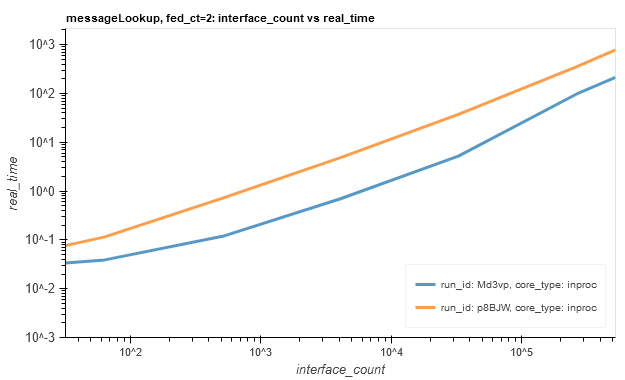 messageLookup, fed_ct=2: interface_count vs real_time
10^3
10^2
10^1
10^0
10^-1
10^-2
10^-3
real_time
10^2
10^3
10^4
10^5
interface_count
run_id: Md3vp, core_type: inproc
run_id: p8BJW, core_type: inproc